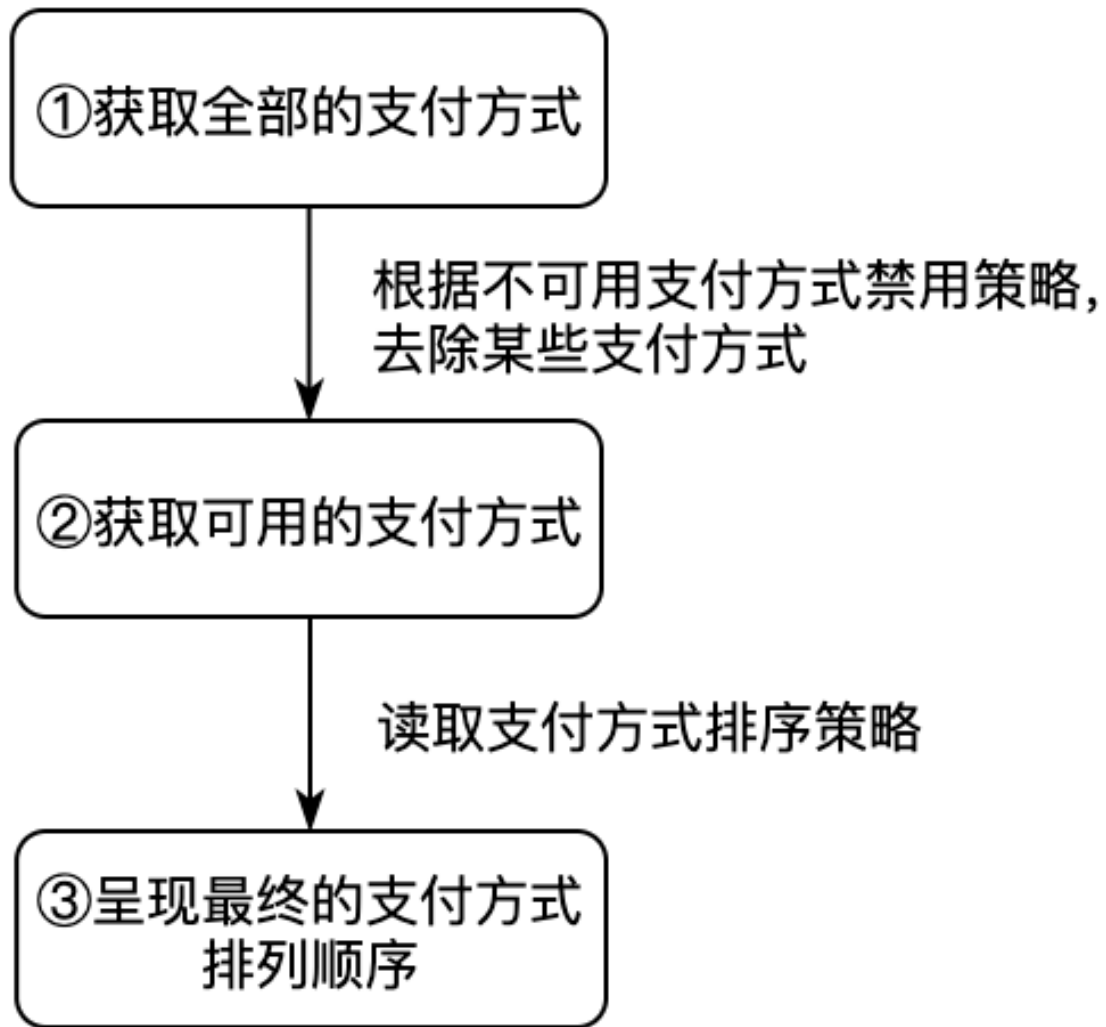 ①获取全部的支付方式
根据不可用支付方式禁用策略，
去除某些支付方式
②获取可用的支付方式
读取支付方式排序策略
③呈现最终的支付方式
排列顺序